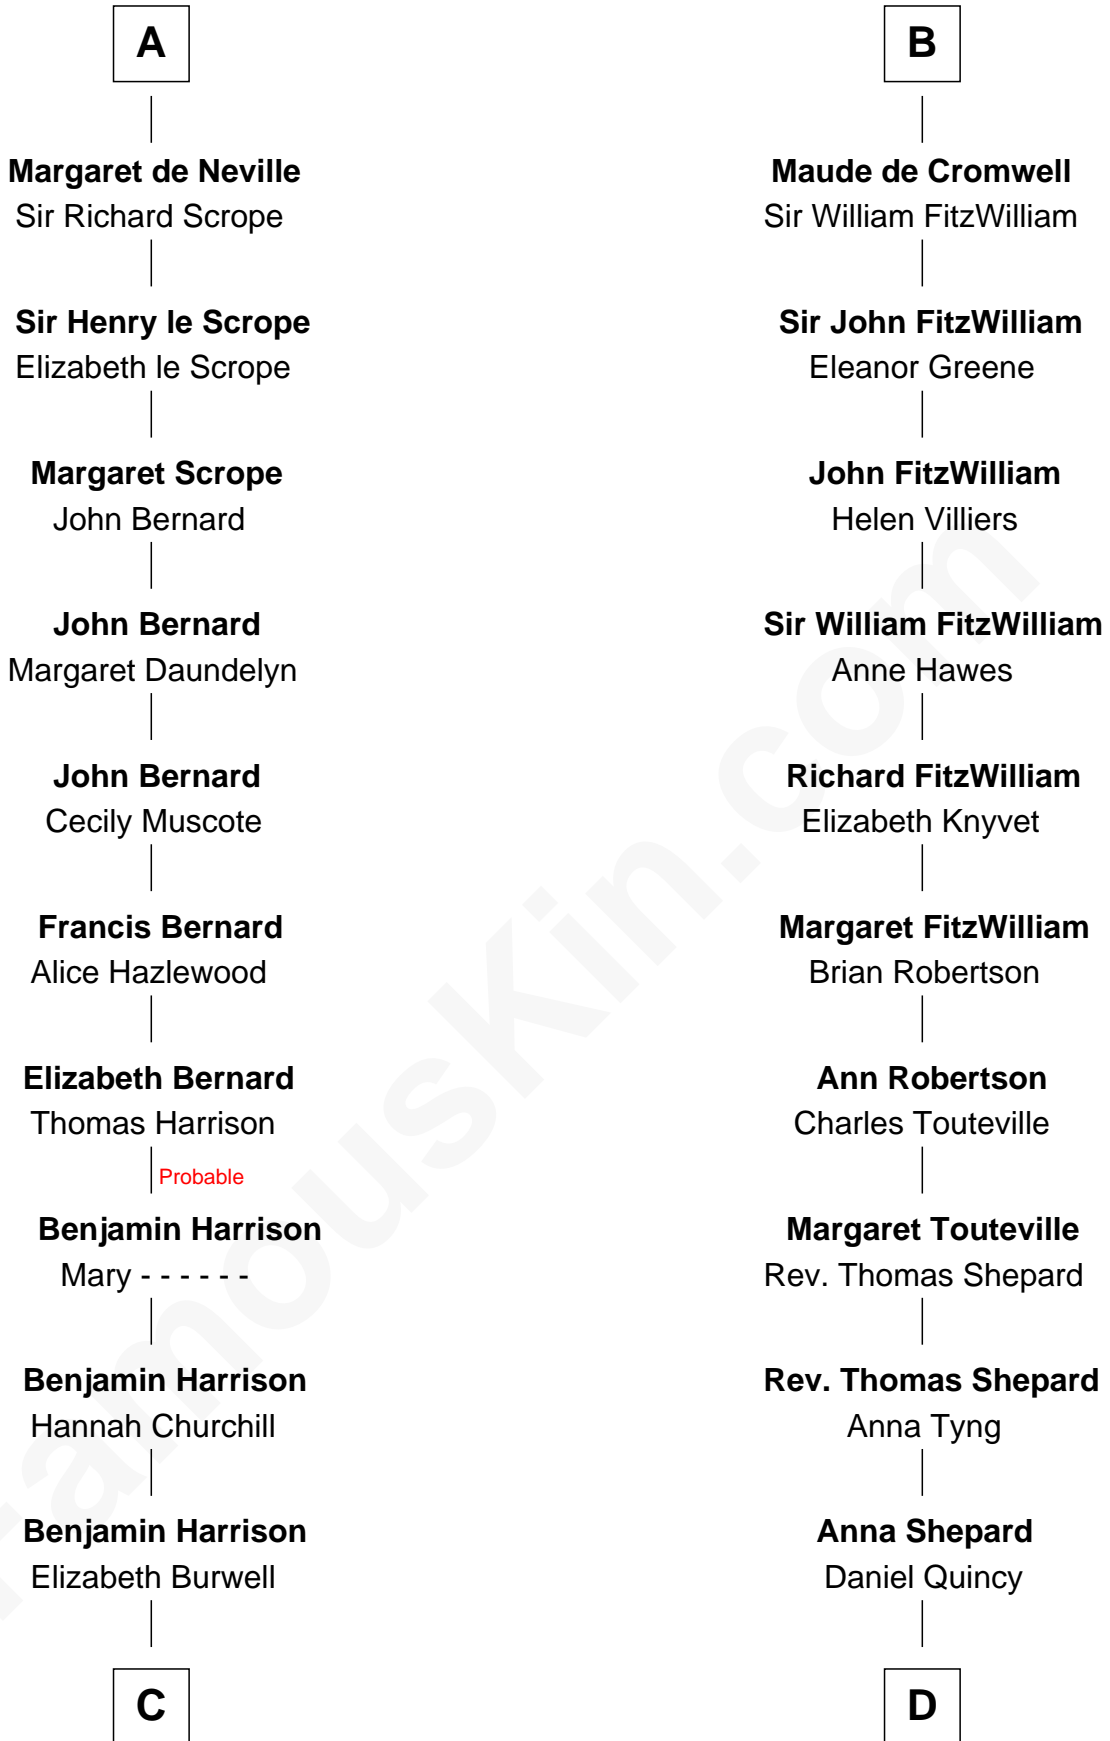 A
Margaret de Neville
Sir Richard Scrope
Sir Henry le Scrope
Elizabeth le Scrope
Margaret Scrope
John Bernard
John Bernard
Margaret Daundelyn
John Bernard
Cecily Muscote
Francis Bernard
Alice Hazlewood
Elizabeth Bernard
Thomas Harrison
Probable
Benjamin Harrison
Mary - - - - - -
Benjamin Harrison
Hannah Churchill
Benjamin Harrison
Elizabeth Burwell
C
B
Maude de Cromwell
Sir William FitzWilliam
Sir John FitzWilliam
Eleanor Greene
John FitzWilliam
Helen Villiers
Sir William FitzWilliam
Anne Hawes
Richard FitzWilliam
Elizabeth Knyvet
Margaret FitzWilliam
Brian Robertson
Ann Robertson
Charles Touteville
Margaret Touteville
Rev. Thomas Shepard
Rev. Thomas Shepard
Anna Tyng
Anna Shepard
Daniel Quincy
D
FamousKin.com